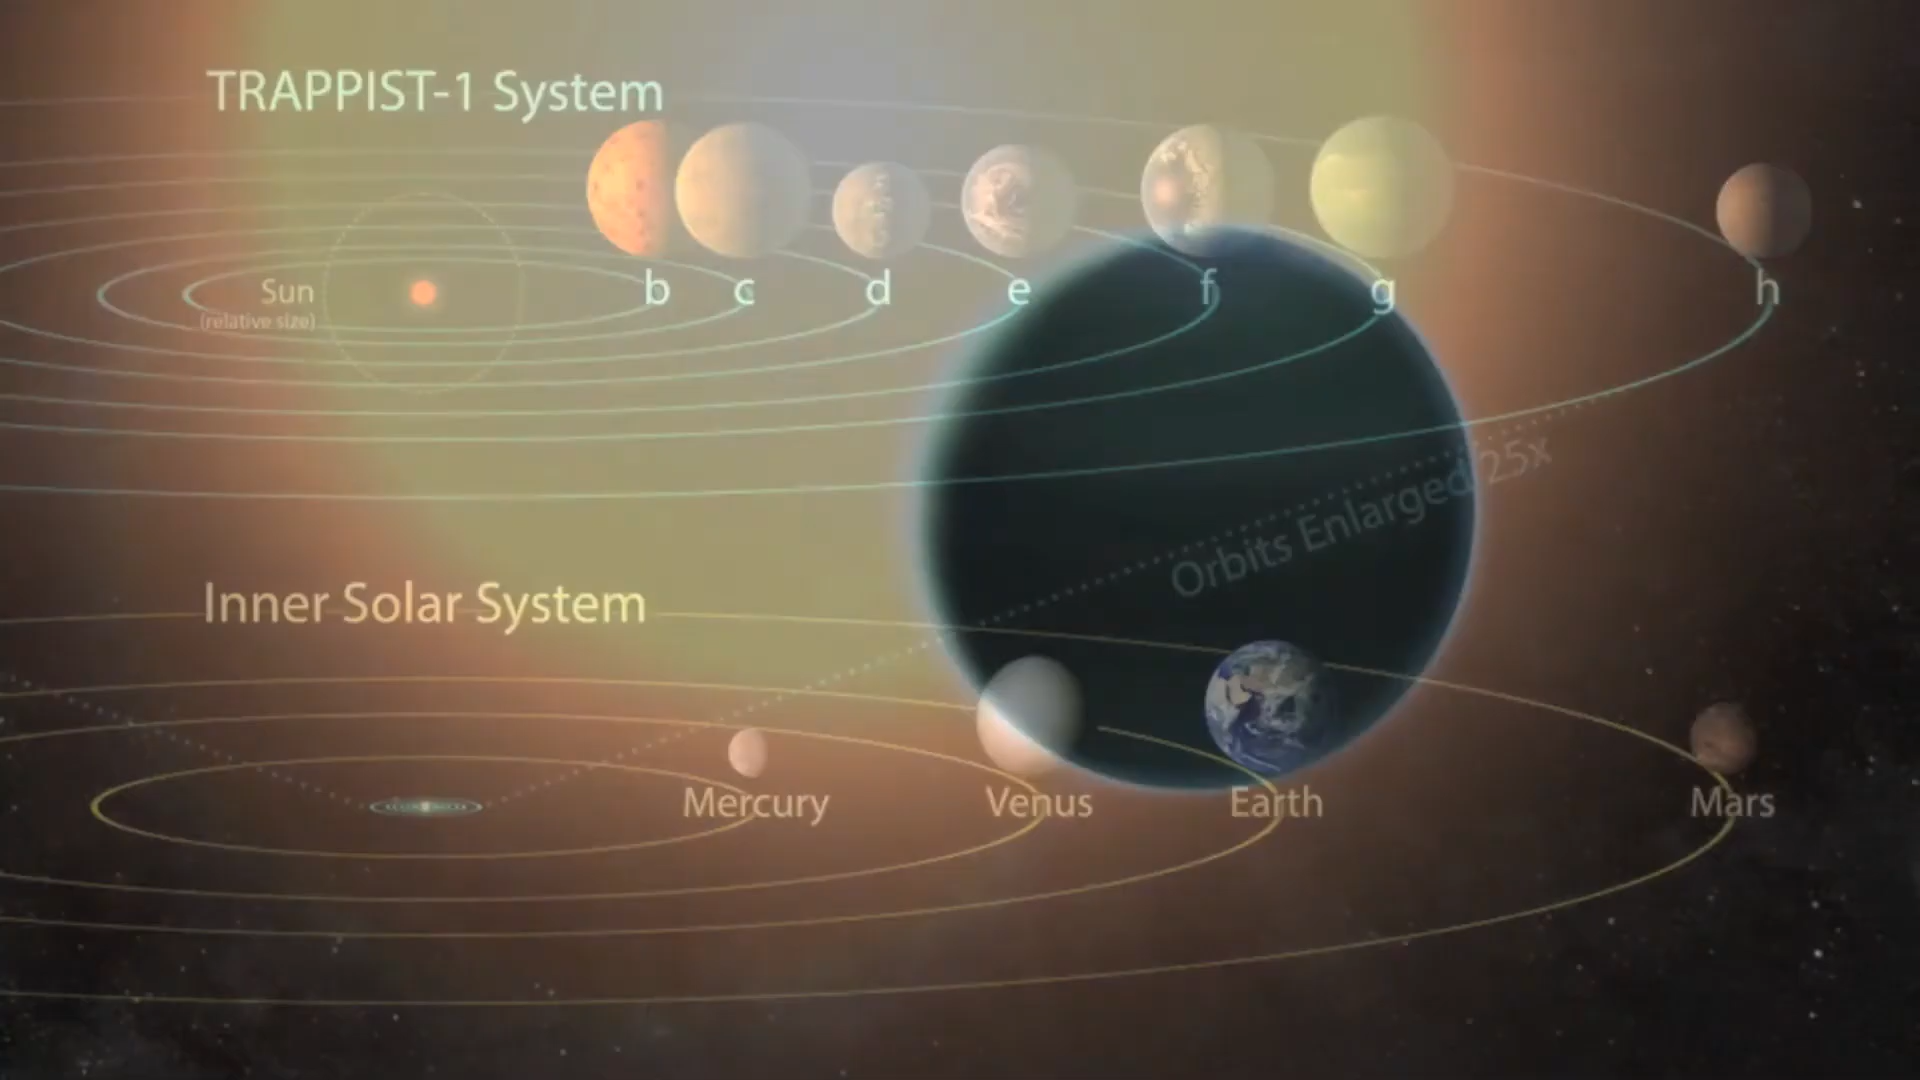 TRAPPIST-1 System
Sun
(relative size)
b c d e f g h
Orbits Enlarged 25x
Inner Solar System
Mercury Venus Earth Mars